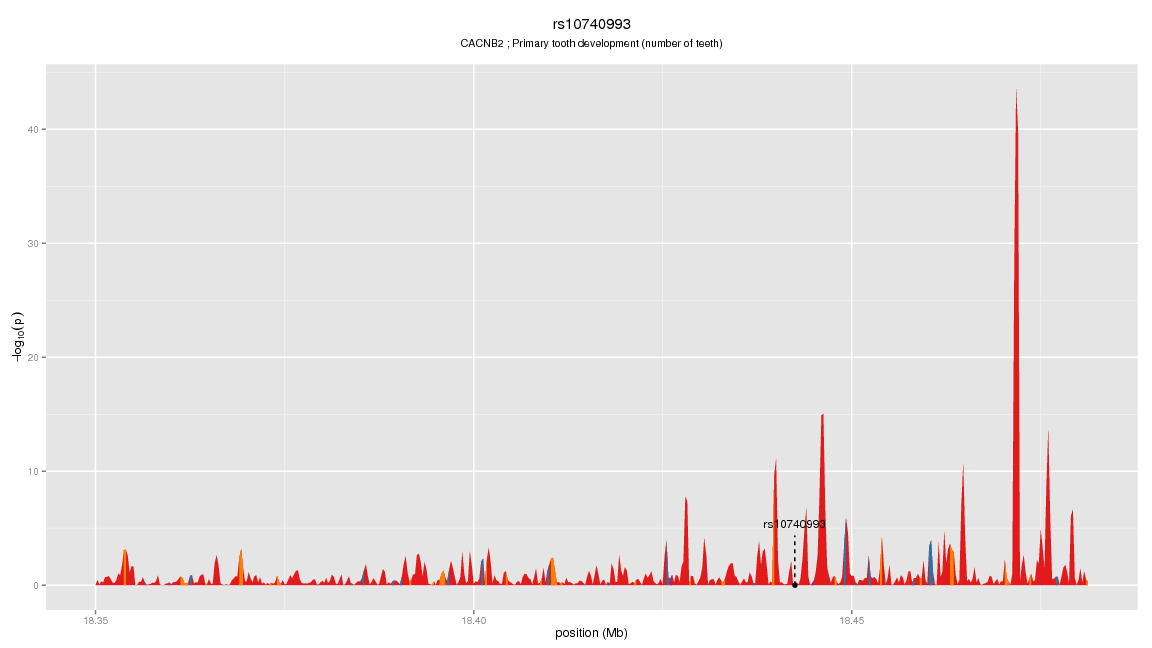 rs10740993
CACNB2 ; Primary tooth development (number of teeth)
40
30
20
10
0
−log10(p)
rs10740993
18.35
18.40
18.45
position (Mb)